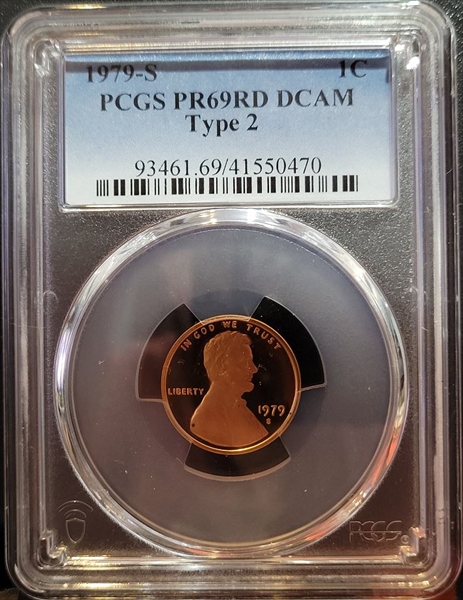 1979-S 1C
PCGS PR69RD DCAM
Type 2
93461.69/41550470
IN GOD WE TRUST
LIBERTY
1979
S
PCGS